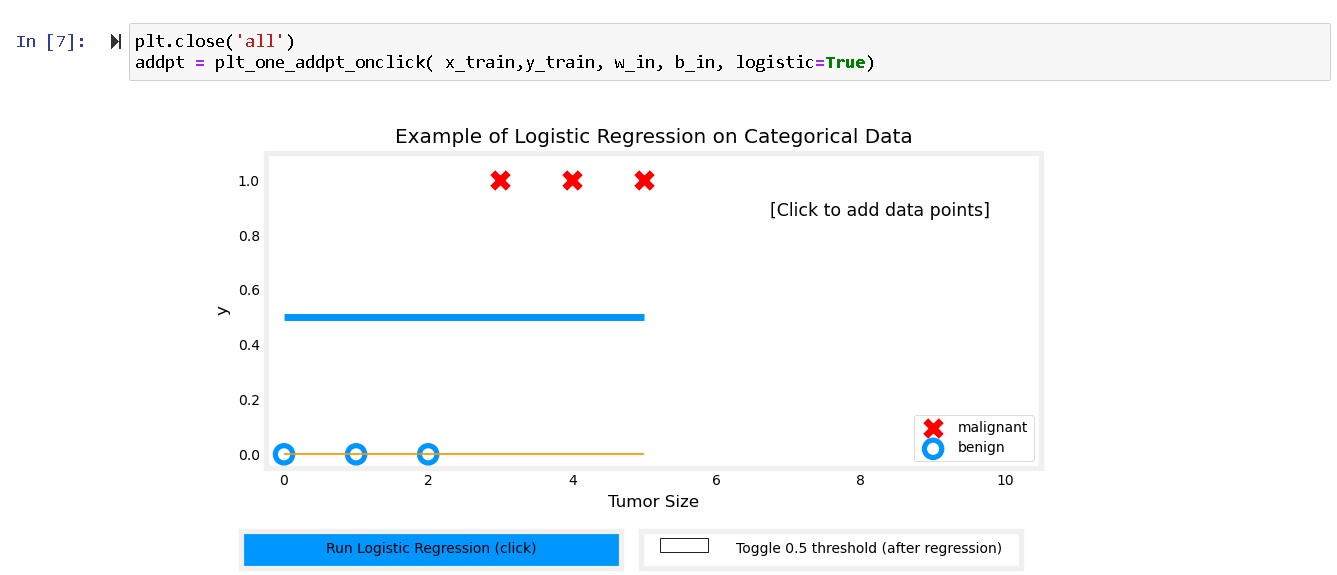 In [7]:
plt.close('all')
addpt = plt_one_addpt_onclick( x_train,y_train, w_in, b_in, logistic=True)
Example of Logistic Regression on Categorical Data
1.0
[Click to add data points]
0.8
0.6
y
0.4
0.2
malignant
benign
0.0
0 2 4 6 8 10
Tumor Size
Run Logistic Regression (click)
Toggle 0.5 threshold (after regression)